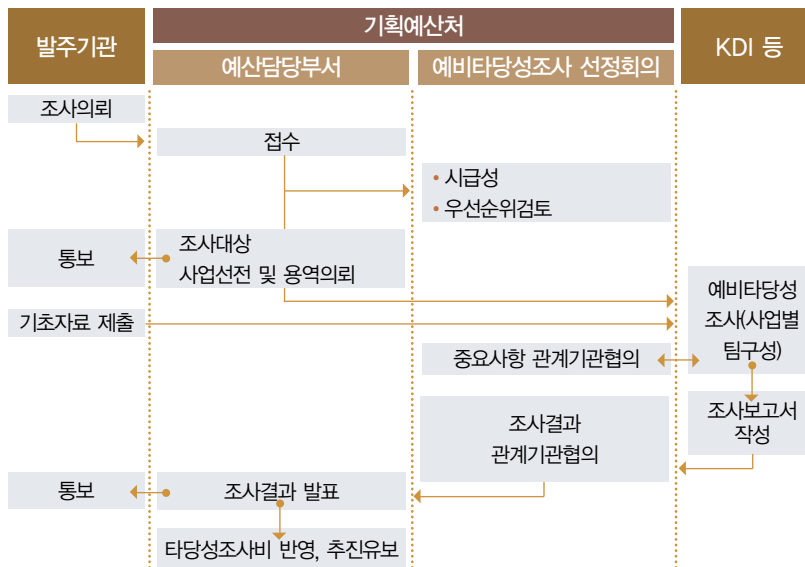 발주기관
기획예산처
KDI 등
예산담당부서
예비타당성조사 선정회의
조사의뢰
접수
• 시급성
• 우선순위검토
통보
조사대상
사업선전 및 용역의뢰
기초자료 제출
예비타당성
조사(사업별
팀구성)
중요사항 관계기관협의
조사보고서
작성
조사결과
관계기관협의
통보
조사결과 발표
타당성조사비 반영, 추진유보